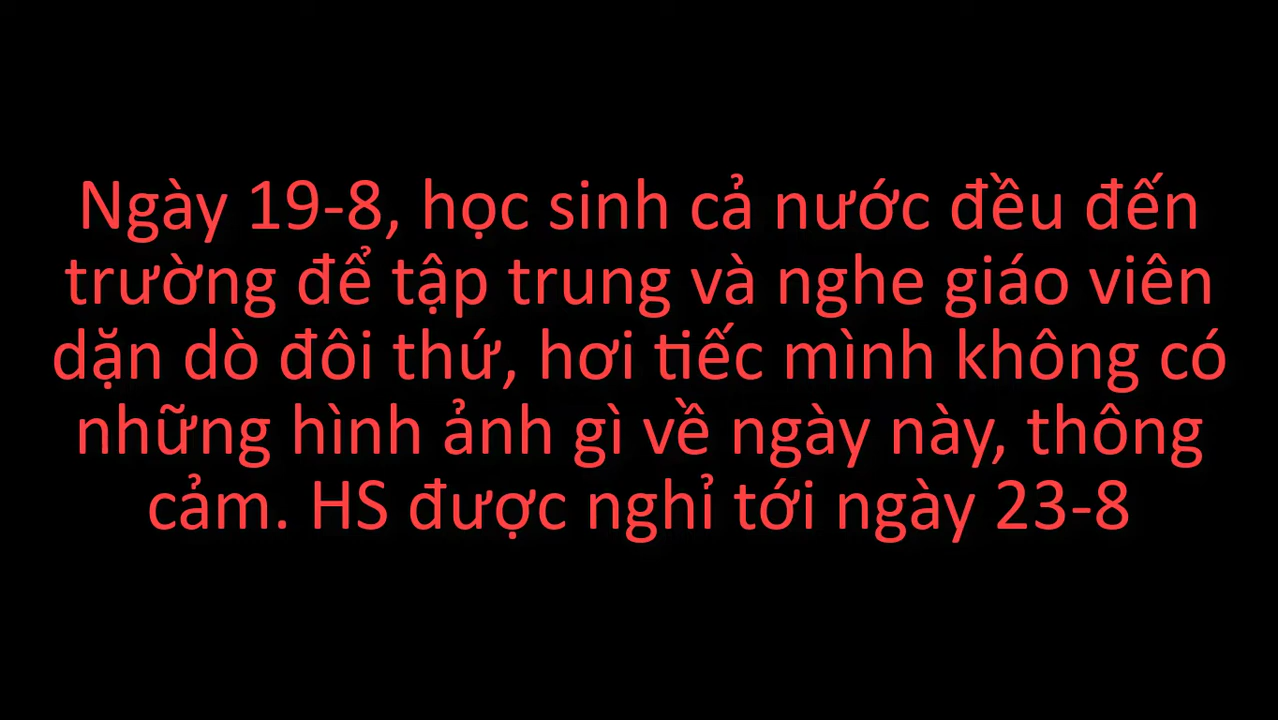 Ngày 19-8, học sinh cả nước đều đến
trường để tập trung và nghe giáo viên
dặn dò đôi thứ, hơi tiếc mình không có
những hình ảnh gì về ngày này, thông
cảm. HS được nghỉ tới ngày 23-8